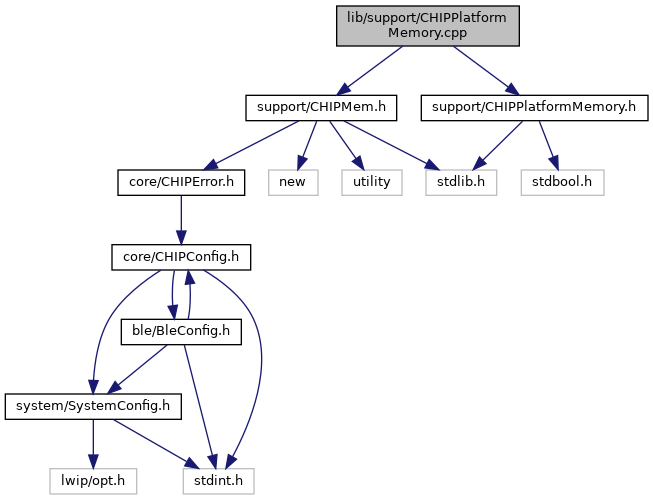 lib/support/CHIPPlatform
Memory.cpp
support/CHIPMem.h
support/CHIPPlatformMemory.h
core/CHIPError.h
new
utility
stdlib.h
stdbool.h
core/CHIPConfig.h
ble/BleConfig.h
system/SystemConfig.h
lwip/opt.h
stdint.h